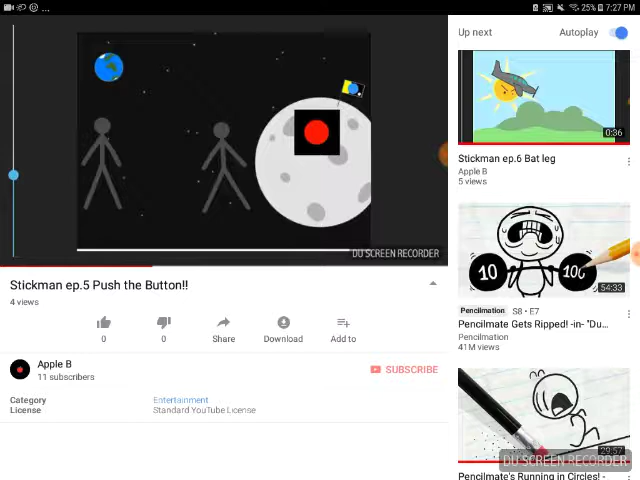 25% 7:27 PM
Up next
Autoplay
DU SCREEN RECORDER
Stickman ep.5 Push the Button!!
4 views
0
0
Share
Download
Add to
Apple B
11 subscribers
SUBSCRIBE
Category
Entertainment
License
Standard YouTube License
0:36
Stickman ep.6 Bat leg
Apple B
5 views
10
100
54:33
Pencilmation S8 • E7
Pencilmate Gets Ripped! -in- "Du...
Pencilmation
41M views
29:57
DU SCREEN RECORDER
Pencilmate's Running in Circles! -